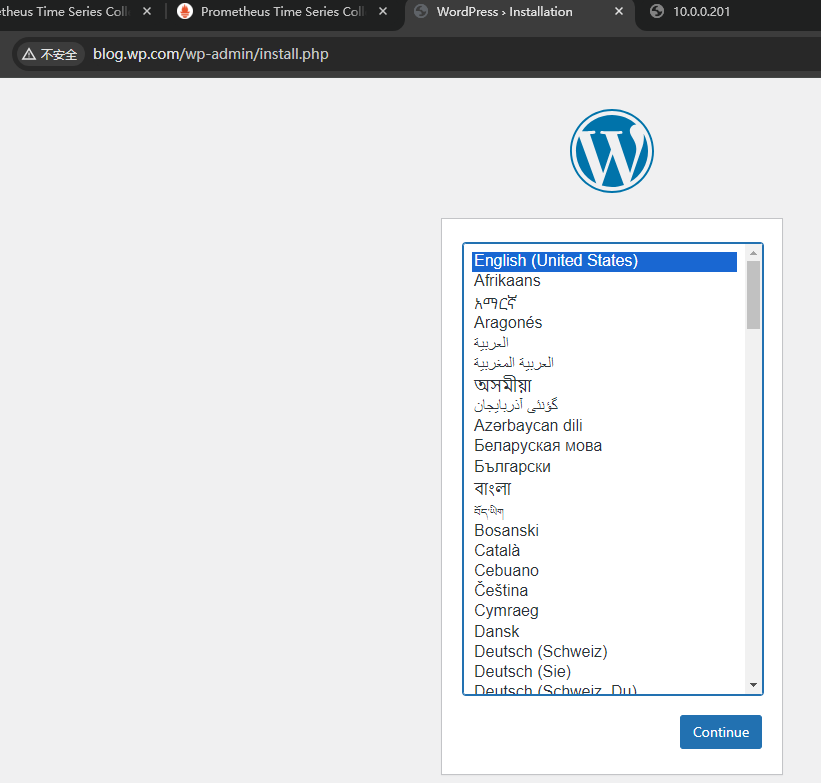 etheus Time Series Coll
Prometheus Time Series Coll
WordPress › Installation
10.0.0.201
不安全
blog.wp.com/wp-admin/install.php
English (United States)
Afrikaans
አማርኛ
Aragonés
العربية
العربية المغربية
অসমীয়া
گؤنئی آذربایجان
Azərbaycan dili
Беларуская мова
Български
বাংলা
བོད་ཡིག
Bosanski
Català
Cebuano
Čeština
Cymraeg
Dansk
Deutsch (Schweiz)
Deutsch (Sie)
Deutsch (Schweiz, Du)
Continue